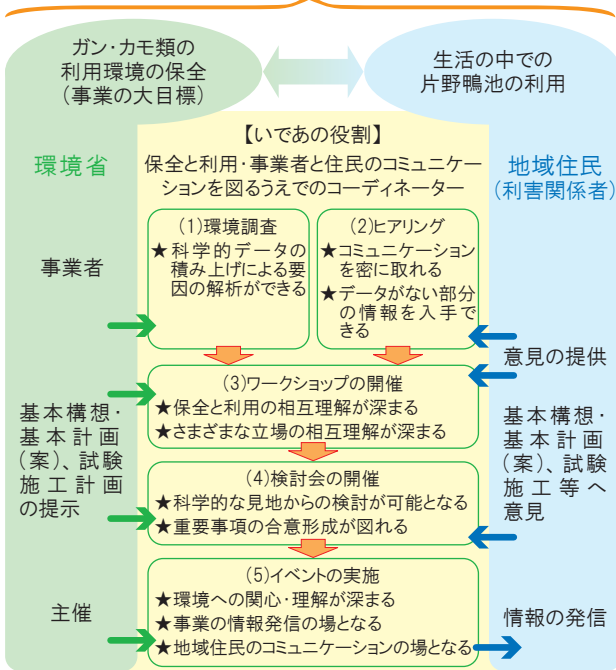 ガン・カモ類の
利用環境の保全
(事業の大目標)
生活の中での
片野鴨池の利用
【いであの役割】
保全と利用・事業者と住民のコミュニケー
ションを図るうえでのコーディネーター
環境省
地域住民
(利害関係者)
事業者
(1)環境調査
★科学的データの
積み上げによる要
因の解析ができる
(2)ヒアリング
★コミュニケーション
を密に取れる
★データがない部分
の情報を入手で
きる
意見の提供
(3)ワークショップの開催
★保全と利用の相互理解が深まる
★さまざまな立場の相互理解が深まる
基本構想・
基本計画
(案)、試験
施工計画
の提示
基本構想・
基本計画
(案)、試験
施工等へ
意見
(4)検討会の開催
★科学的な見地からの検討が可能となる
★重要事項の合意形成が図れる
(5)イベントの実施
★環境への関心・理解が深まる
★事業の情報発信の場となる
★地域住民のコミュニケーションの場となる
主催
情報の発信